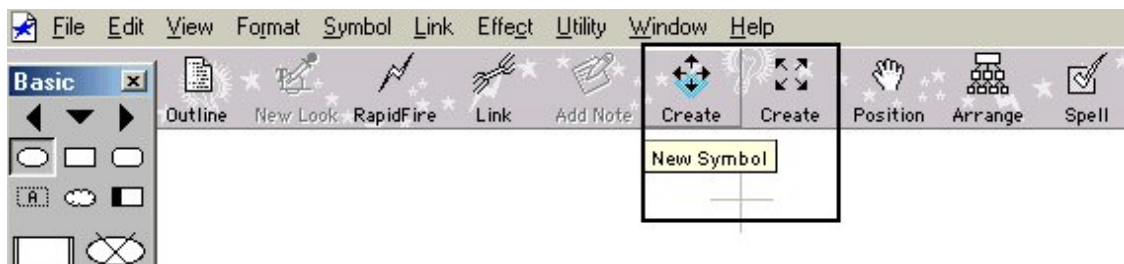 File Edit View Format Symbol Link Effect Utility Window Help
Basic
Outline New Look RapidFire Link Add Note Create Create Position Arrange Spell
New Symbol
A